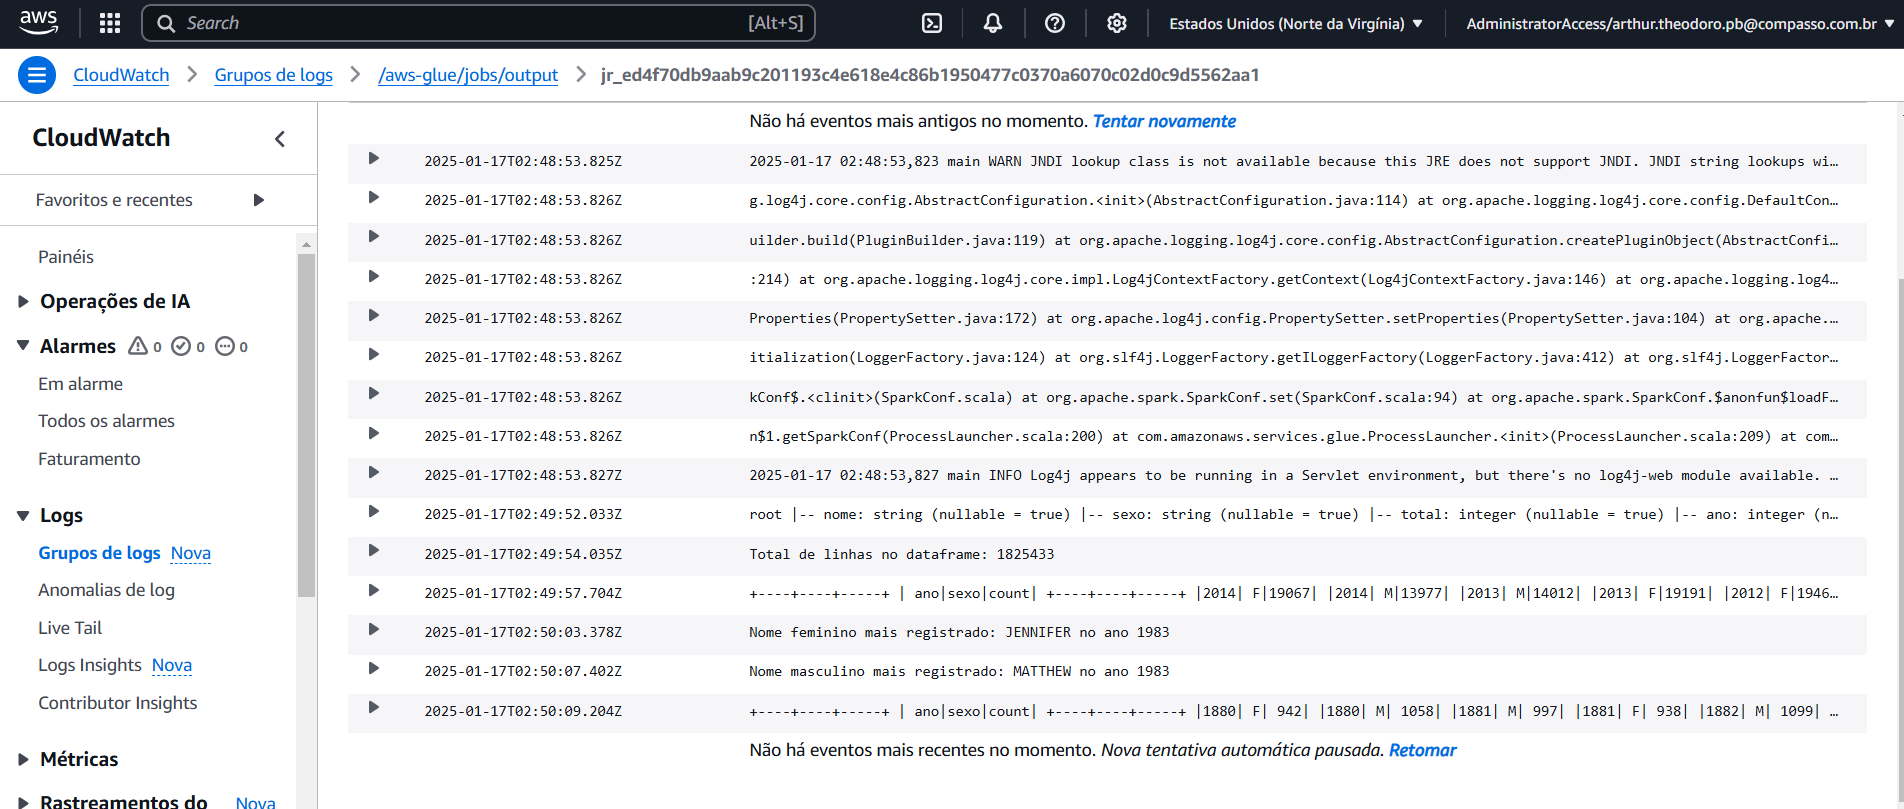 aws
Search
[Alt+S]
Estados Unidos (Norte da Virgínia)
AdministratorAccess/arthur.theodoro.pb@compasso.com.br
CloudWatch
Grupos de logs
/aws-glue/jobs/output
jr_ed4f70db9aab9c201193c4e618e4c86b1950477c0370a6070c02d0c9d5562aa1
CloudWatch
Favoritos e recentes
Painéis
Operações de IA
Alarmes 0 0 0
Em alarme
Todos os alarmes
Faturamento
Logs
Grupos de logs Nova
Anomalias de log
Live Tail
Logs Insights Nova
Contributor Insights
Métricas
Rastreamentos do Nova
Não há eventos mais antigos no momento. Tentar novamente
2025-01-17T02:48:53.825Z 2025-01-17 02:48:53,823 main WARN JNDI lookup class is not available because this JRE does not support JNDI. JNDI string lookups wi…
2025-01-17T02:48:53.826Z g.log4j.core.config.AbstractConfiguration.<init>(AbstractConfiguration.java:114) at org.apache.logging.log4j.core.config.DefaultCon…
2025-01-17T02:48:53.826Z uilder.build(PluginBuilder.java:119) at org.apache.logging.log4j.core.config.AbstractConfiguration.createPluginObject(AbstractConfi…
2025-01-17T02:48:53.826Z :214) at org.apache.logging.log4j.core.impl.Log4jContextFactory.getContext(Log4jContextFactory.java:146) at org.apache.logging.log4…
2025-01-17T02:48:53.826Z Properties(PropertySetter.java:172) at org.apache.log4j.config.PropertySetter.setProperties(PropertySetter.java:104) at org.apache.…
2025-01-17T02:48:53.826Z itialization(LoggerFactory.java:124) at org.slf4j.LoggerFactory.getILoggerFactory(LoggerFactory.java:412) at org.slf4j.LoggerFactor…
2025-01-17T02:48:53.826Z kConf$.<clinit>(SparkConf.scala) at org.apache.spark.SparkConf.set(SparkConf.scala:94) at org.apache.spark.SparkConf.$anonfun$loadF…
2025-01-17T02:48:53.826Z n$1.getSparkConf(ProcessLauncher.scala:200) at com.amazonaws.services.glue.ProcessLauncher.<init>(ProcessLauncher.scala:209) at com…
2025-01-17T02:48:53.827Z 2025-01-17 02:48:53,827 main INFO Log4j appears to be running in a Servlet environment, but there's no log4j-web module available. …
2025-01-17T02:49:52.033Z root |-- nome: string (nullable = true) |-- sexo: string (nullable = true) |-- total: integer (nullable = true) |-- ano: integer (n…
2025-01-17T02:49:54.035Z Total de linhas no dataframe: 1825433
2025-01-17T02:49:57.704Z +----+----+-----+ | ano|sexo|count| +----+----+-----+ |2014| F|19067| |2014| M|13977| |2013| M|14012| |2013| F|19191| |2012| F|1946…
2025-01-17T02:50:03.378Z Nome feminino mais registrado: JENNIFER no ano 1983
2025-01-17T02:50:07.402Z Nome masculino mais registrado: MATTHEW no ano 1983
2025-01-17T02:50:09.204Z +----+----+-----+ | ano|sexo|count| +----+----+-----+ |1880| F| 942| |1880| M| 1058| |1881| M| 997| |1881| F| 938| |1882| M| 1099| …
Não há eventos mais recentes no momento. Nova tentativa automática pausada. Retomar